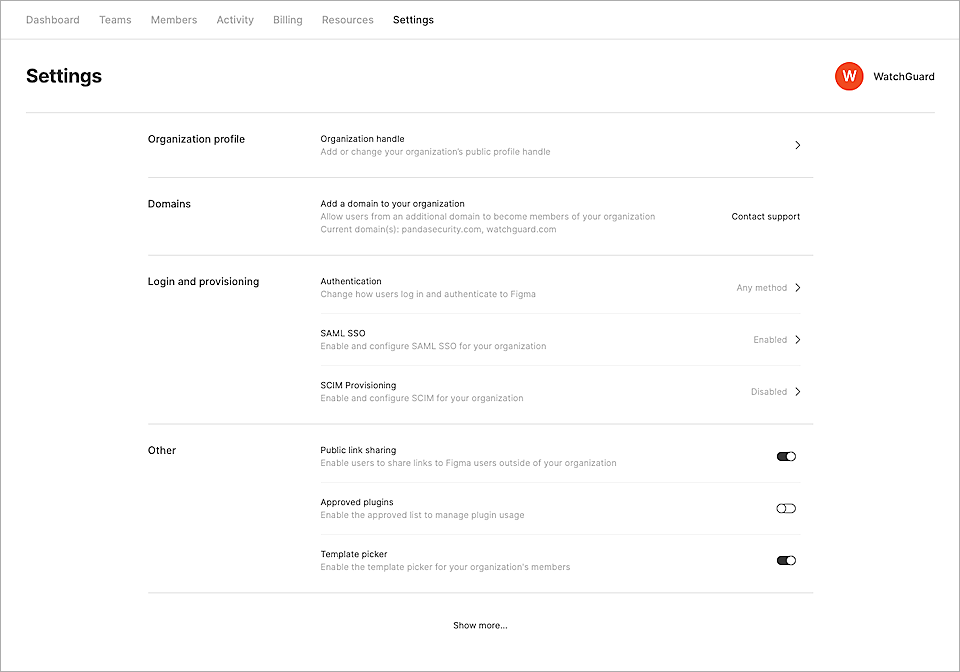 Dashboard Teams Members Activity Billing Resources Settings
Settings
W WatchGuard
Organization profile
Organization handle
Add or change your organization's public profile handle
Domains
Add a domain to your organization
Allow users from an additional domain to become members of your organization
Current domain(s): pandasecurity.com, watchguard.com
Contact support
Login and provisioning
Authentication
Change how users log in and authenticate to Figma
Any method
SAML SSO
Enable and configure SAML SSO for your organization
Enabled
SCIM Provisioning
Enable and configure SCIM for your organization
Disabled
Other
Public link sharing
Enable users to share links to Figma users outside of your organization
Approved plugins
Enable the approved list to manage plugin usage
Template picker
Enable the template picker for your organization's members
Show more...